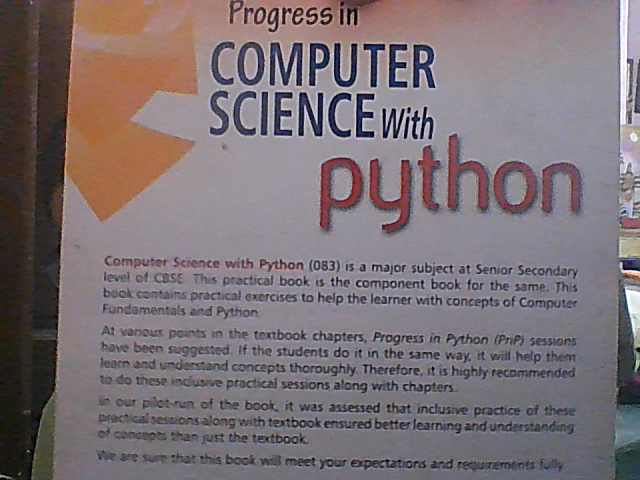 Progress in
COMPUTER
SCIENCE With
python
Computer Science with Python (083) is a major subject at Senior Secondary
level of CBSE. This practical book is the component book for the same. This
book contains practical exercises to help the learner with concepts of Computer
Fundamentals and Python.
At various points in the textbook chapters, Progress in Python (PriP) sessions
have been suggested. If the students do it in the same way, it will help them
learn and understand concepts thoroughly. Therefore, it is highly recommended
to do these inclusive practical sessions along with chapters.
In our pilot-run of the book, it was assessed that inclusive practice of these
practical sessions along with textbook ensured better learning and understanding
of concepts than just the textbook.
We are sure that this book will meet your expectations and requirements fully